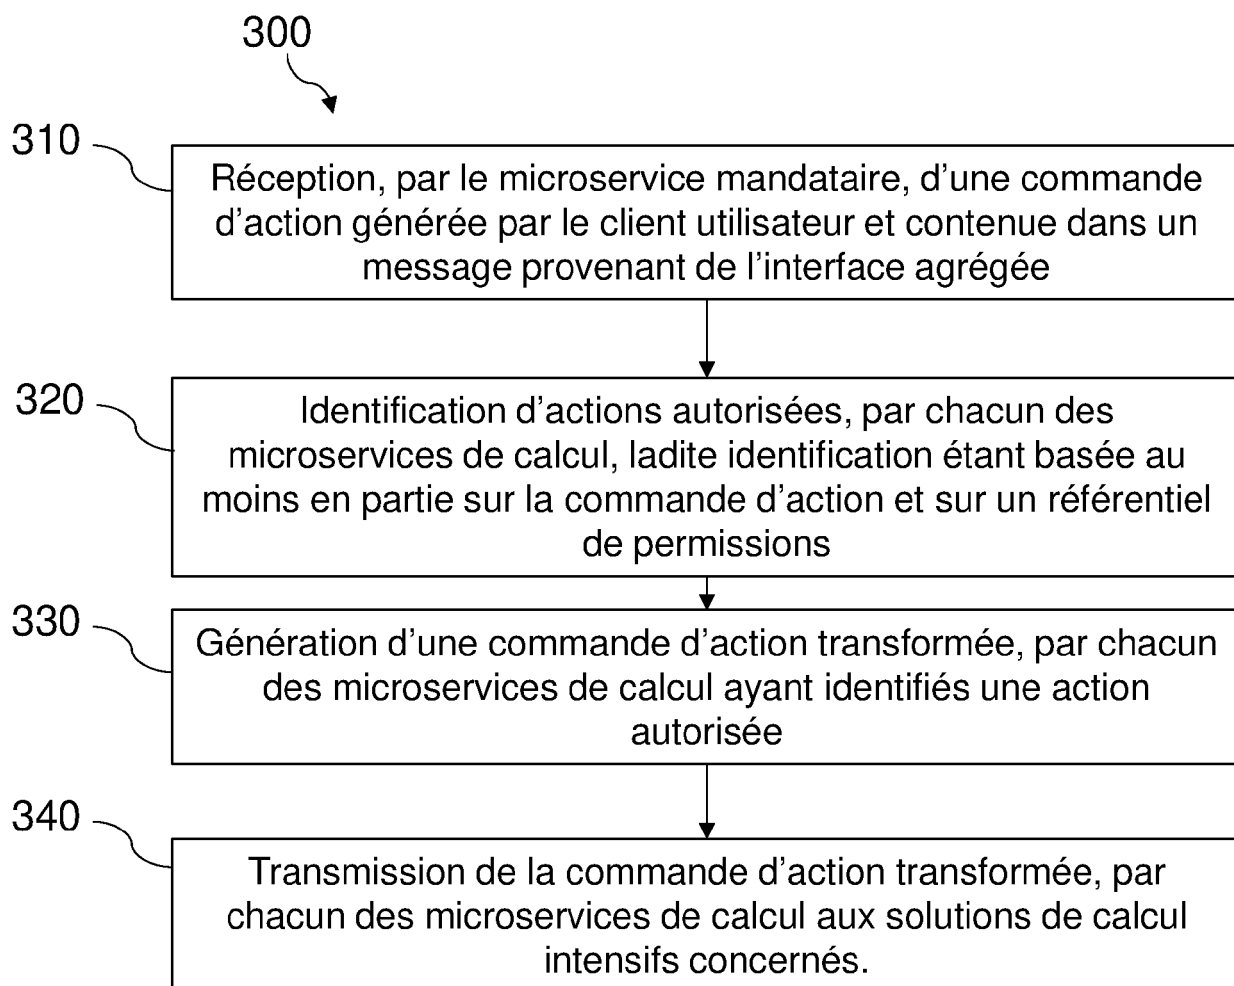 300
310
Réception, par le microservice mandataire, d’une commande
d’action générée par le client utilisateur et contenue dans un
message provenant de l’interface agrégée
320
Identification d’actions autorisées, par chacun des
microservices de calcul, ladite identification étant basée au
moins en partie sur la commande d’action et sur un référentiel
de permissions
330
Génération d’une commande d’action transformée, par chacun
des microservices de calcul ayant identifiés une action
autorisée
340
Transmission de la commande d’action transformée, par
chacun des microservices de calcul aux solutions de calcul
intensifs concernés.